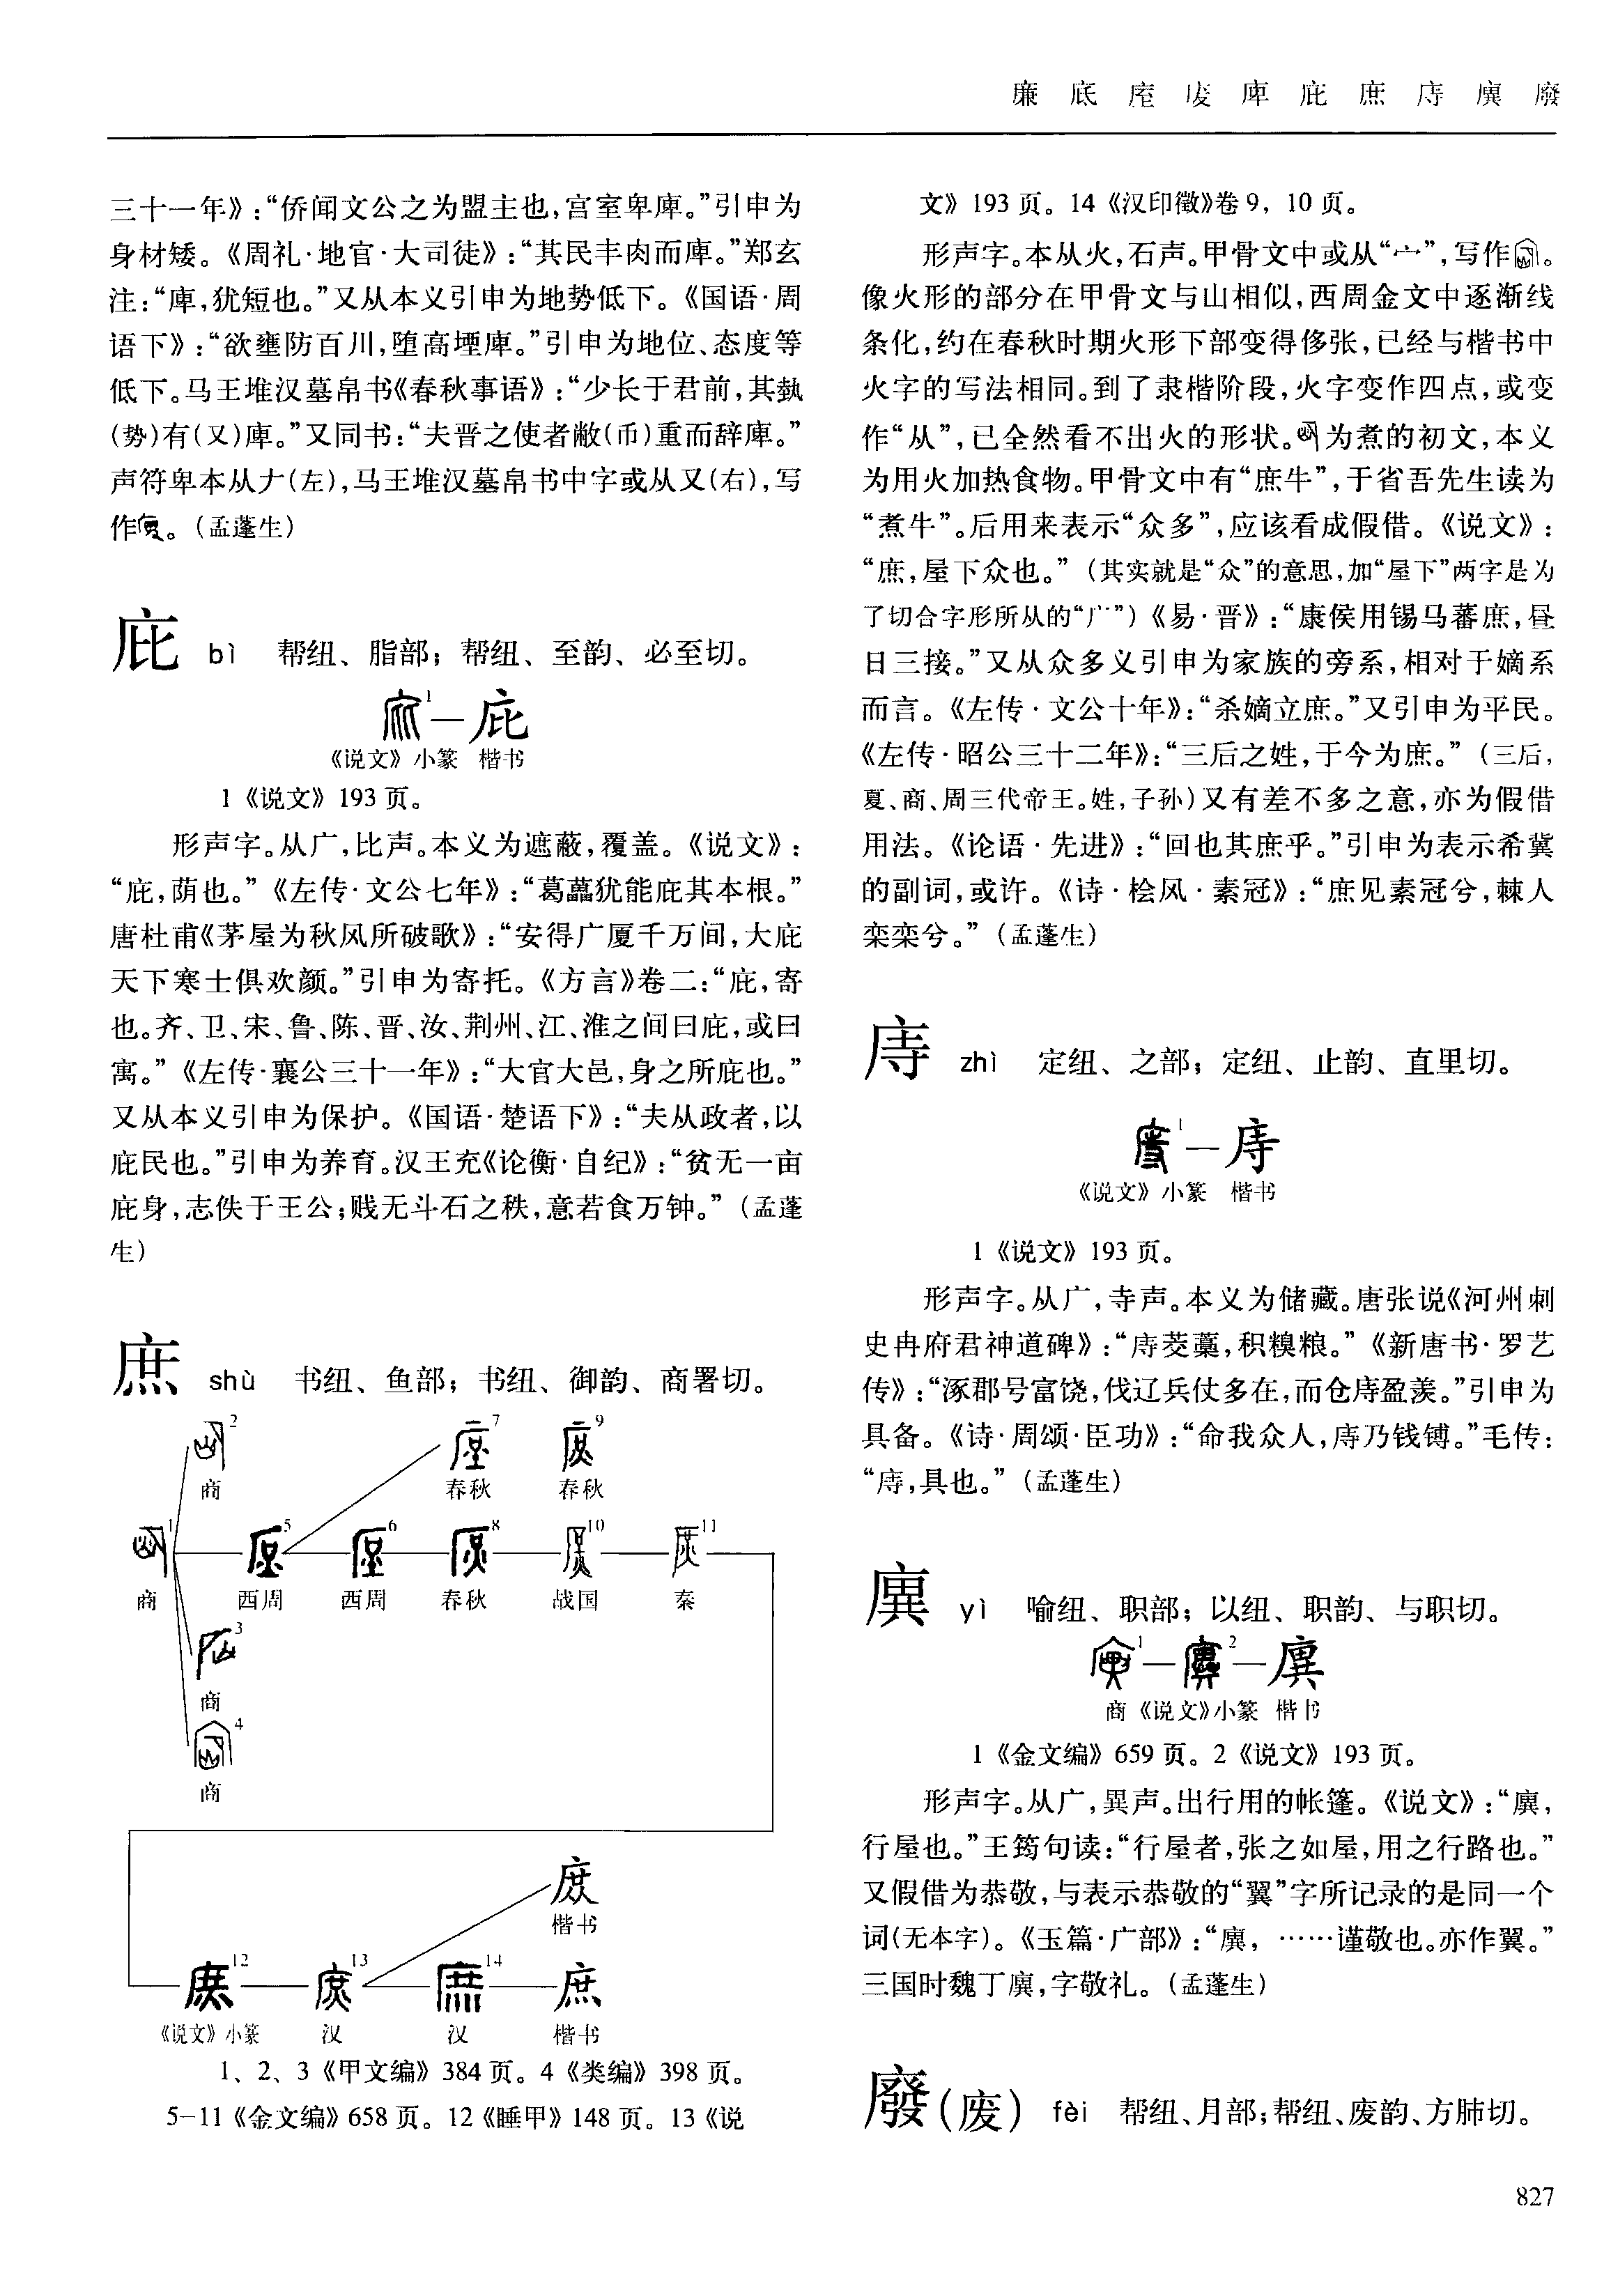 廉 底 庢 废 庳 庇 庶 庤 廙 廢
三十一年》:“侨闻文公之为盟主也,宫室卑庳。”引申为
身材矮。《周礼·地官·大司徒》:“其民丰肉而庳。”郑玄
注:“庳,犹短也。”又从本义引申为地势低下。《国语·周
语下》:“欲壅防百川,堕高堙庳。”引申为地位、态度等
低下。马王堆汉墓帛书《春秋事语》:“少长于君前,其埶
(势)有(又)庳。”又同书:“夫晋之使者敝(币)重而辞庳。”
声符卑本从𠂇(左),马王堆汉墓帛书中字或从又(右),写
作。(孟蓬生)
庇 bì 帮纽、脂部;帮纽、至韵、必至切。
1—庇
《说文》小篆 楷书
1《说文》193页。
形声字。从广,比声。本义为遮蔽,覆盖。《说文》:
“庇,荫也。”《左传·文公七年》:“葛藟犹能庇其本根。”
唐杜甫《茅屋为秋风所破歌》:“安得广厦千万间,大庇
天下寒士俱欢颜。”引申为寄托。《方言》卷二:“庇,寄
也。齐、卫、宋、鲁、陈、晋、汝、荆州、江、淮之间曰庇,或曰
寓。”《左传·襄公三十一年》:“大官大邑,身之所庇也。”
又从本义引申为保护。《国语·楚语下》:“夫从政者,以
庇民也。”引申为养育。汉王充《论衡·自纪》:“贫无一亩
庇身,志佚于王公;贱无斗石之秩,意若食万钟。”(孟蓬
生)
庶 shù 书纽、鱼部;书纽、御韵、商署切。
2 7 9
商 春秋 春秋
1 5 6 8 10 11
商 西周 西周 春秋 战国 秦
3
商
4
商
庻
楷书
12 13 14 庶
《说文》小篆 汉 汉 楷书
1、2、3《甲文编》384页。4《类编》398页。
5-11《金文编》658页。12《睡甲》148页。13《说
文》193页。14《汉印徵》卷9,10页。
形声字。本从火,石声。甲骨文中或从“宀”,写作。
像火形的部分在甲骨文与山相似,西周金文中逐渐线
条化,约在春秋时期火形下部变得侈张,已经与楷书中
火字的写法相同。到了隶楷阶段,火字变作四点,或变
作“从”,已全然看不出火的形状。为煮的初文,本义
为用火加热食物。甲骨文中有“庶牛”,于省吾先生读为
“煮牛”。后用来表示“众多”,应该看成假借。《说文》:
“庶,屋下众也。”(其实就是“众”的意思,加“屋下”两字是为
了切合字形所从的“广”)《易·晋》:“康侯用锡马蕃庶,昼
日三接。”又从众多义引申为家族的旁系,相对于嫡系
而言。《左传·文公十年》:“杀嫡立庶。”又引申为平民。
《左传·昭公三十二年》:“三后之姓,于今为庶。”(三后,
夏、商、周三代帝王。姓,子孙)又有差不多之意,亦为假借
用法。《论语·先进》:“回也其庶乎。”引申为表示希冀
的副词,或许。《诗·桧风·素冠》:“庶见素冠兮,棘人
栾栾兮。”(孟蓬生)
庤 zhì 定纽、之部;定纽、止韵、直里切。
1—庤
《说文》小篆 楷书
1《说文》193页。
形声字。从广,寺声。本义为储藏。唐张说《河州刺
史冉府君神道碑》:“庤茭藁,积糗粮。”《新唐书·罗艺
传》:“涿郡号富饶,伐辽兵仗多在,而仓庤盈羡。”引申为
具备。《诗·周颂·臣功》:“命我众人,庤乃钱镈。”毛传:
“庤,具也。”(孟蓬生)
廙 yì 喻纽、职部;以纽、职韵、与职切。
1—2—廙
商《说文》小篆 楷书
1《金文编》659页。2《说文》193页。
形声字。从广,異声。出行用的帐篷。《说文》:“廙,
行屋也。”王筠句读:“行屋者,张之如屋,用之行路也。”
又假借为恭敬,与表示恭敬的“翼”字所记录的是同一个
词(无本字)。《玉篇·广部》:“廙,……谨敬也。亦作翼。”
三国时魏丁廙,字敬礼。(孟蓬生)
廢(废) fèi 帮纽、月部;帮纽、废韵、方肺切。
827